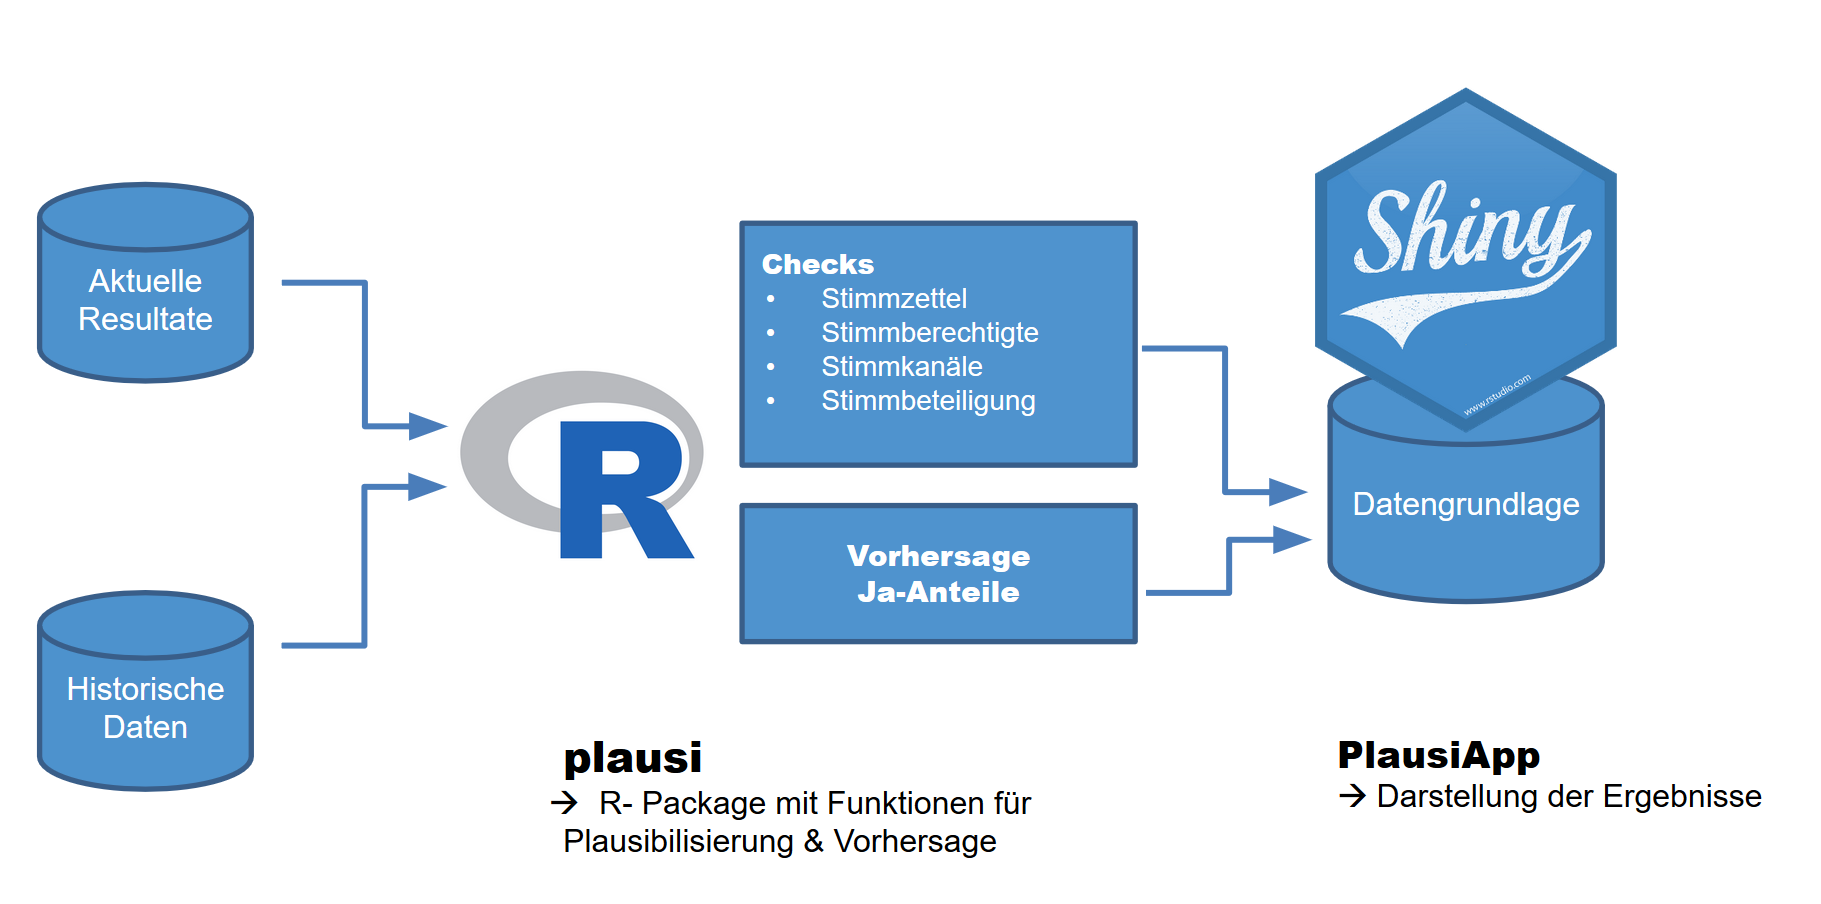 Aktuelle
Resultate
Historische
Daten
R
Checks
• Stimmzettel
• Stimmberechtigte
• Stimmkanäle
• Stimmbeteiligung
Vorhersage
Ja-Anteile
Shiny
www.rstudio.com
Datengrundlage
plausi
→ R- Package mit Funktionen für
Plausibilisierung & Vorhersage
PlausiApp
→ Darstellung der Ergebnisse